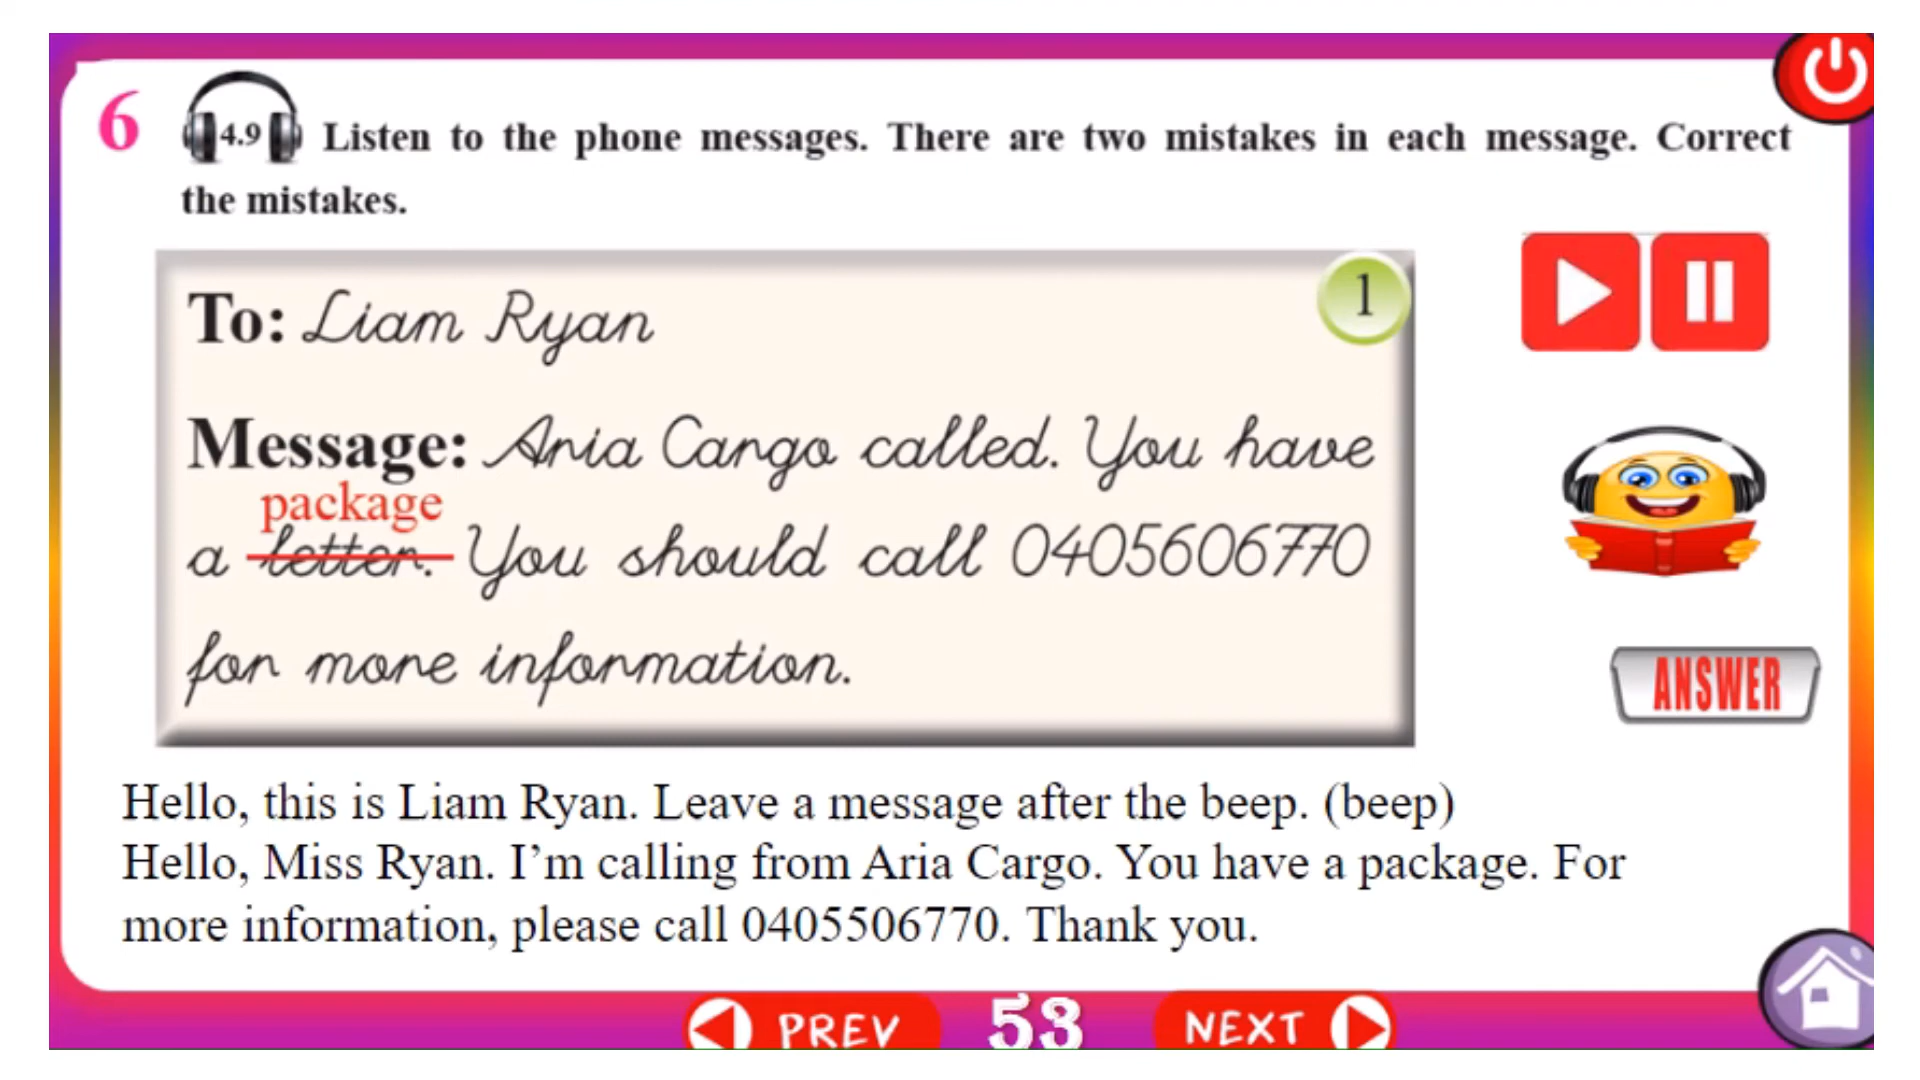 6 4.9 Listen to the phone messages. There are two mistakes in each message. Correct
the mistakes.
1
To: Liam Ryan
Message: Aria Cargo called. You have
package
a letter. You should call 0405606770
for more information.
ANSWER
Hello, this is Liam Ryan. Leave a message after the beep. (beep)
Hello, Miss Ryan. I’m calling from Aria Cargo. You have a package. For
more information, please call 0405506770. Thank you.
PREV 53 NEXT